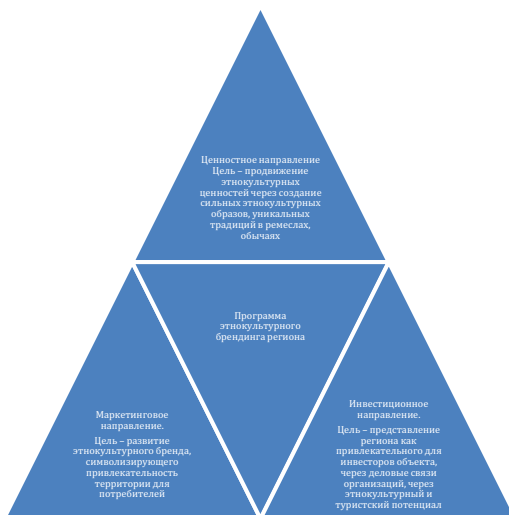 Ценностное направление
Цель – продвижение
этнокультурных
ценностей через создание
сильных этнокультурных
образов, уникальных
традиций в ремеслах,
обычаях
Программа
этнокультурного
брендинга региона
Маркетинговое
направление.
Цель – развитие
этнокультурного бренда,
символизирующего
привлекательность
территории для
потребителей
Инвестиционное
направление.
Цель – представление
региона как
привлекательного для
инвесторов объекта,
через деловые связи
организаций, через
этнокультурный и
туристский потенциал